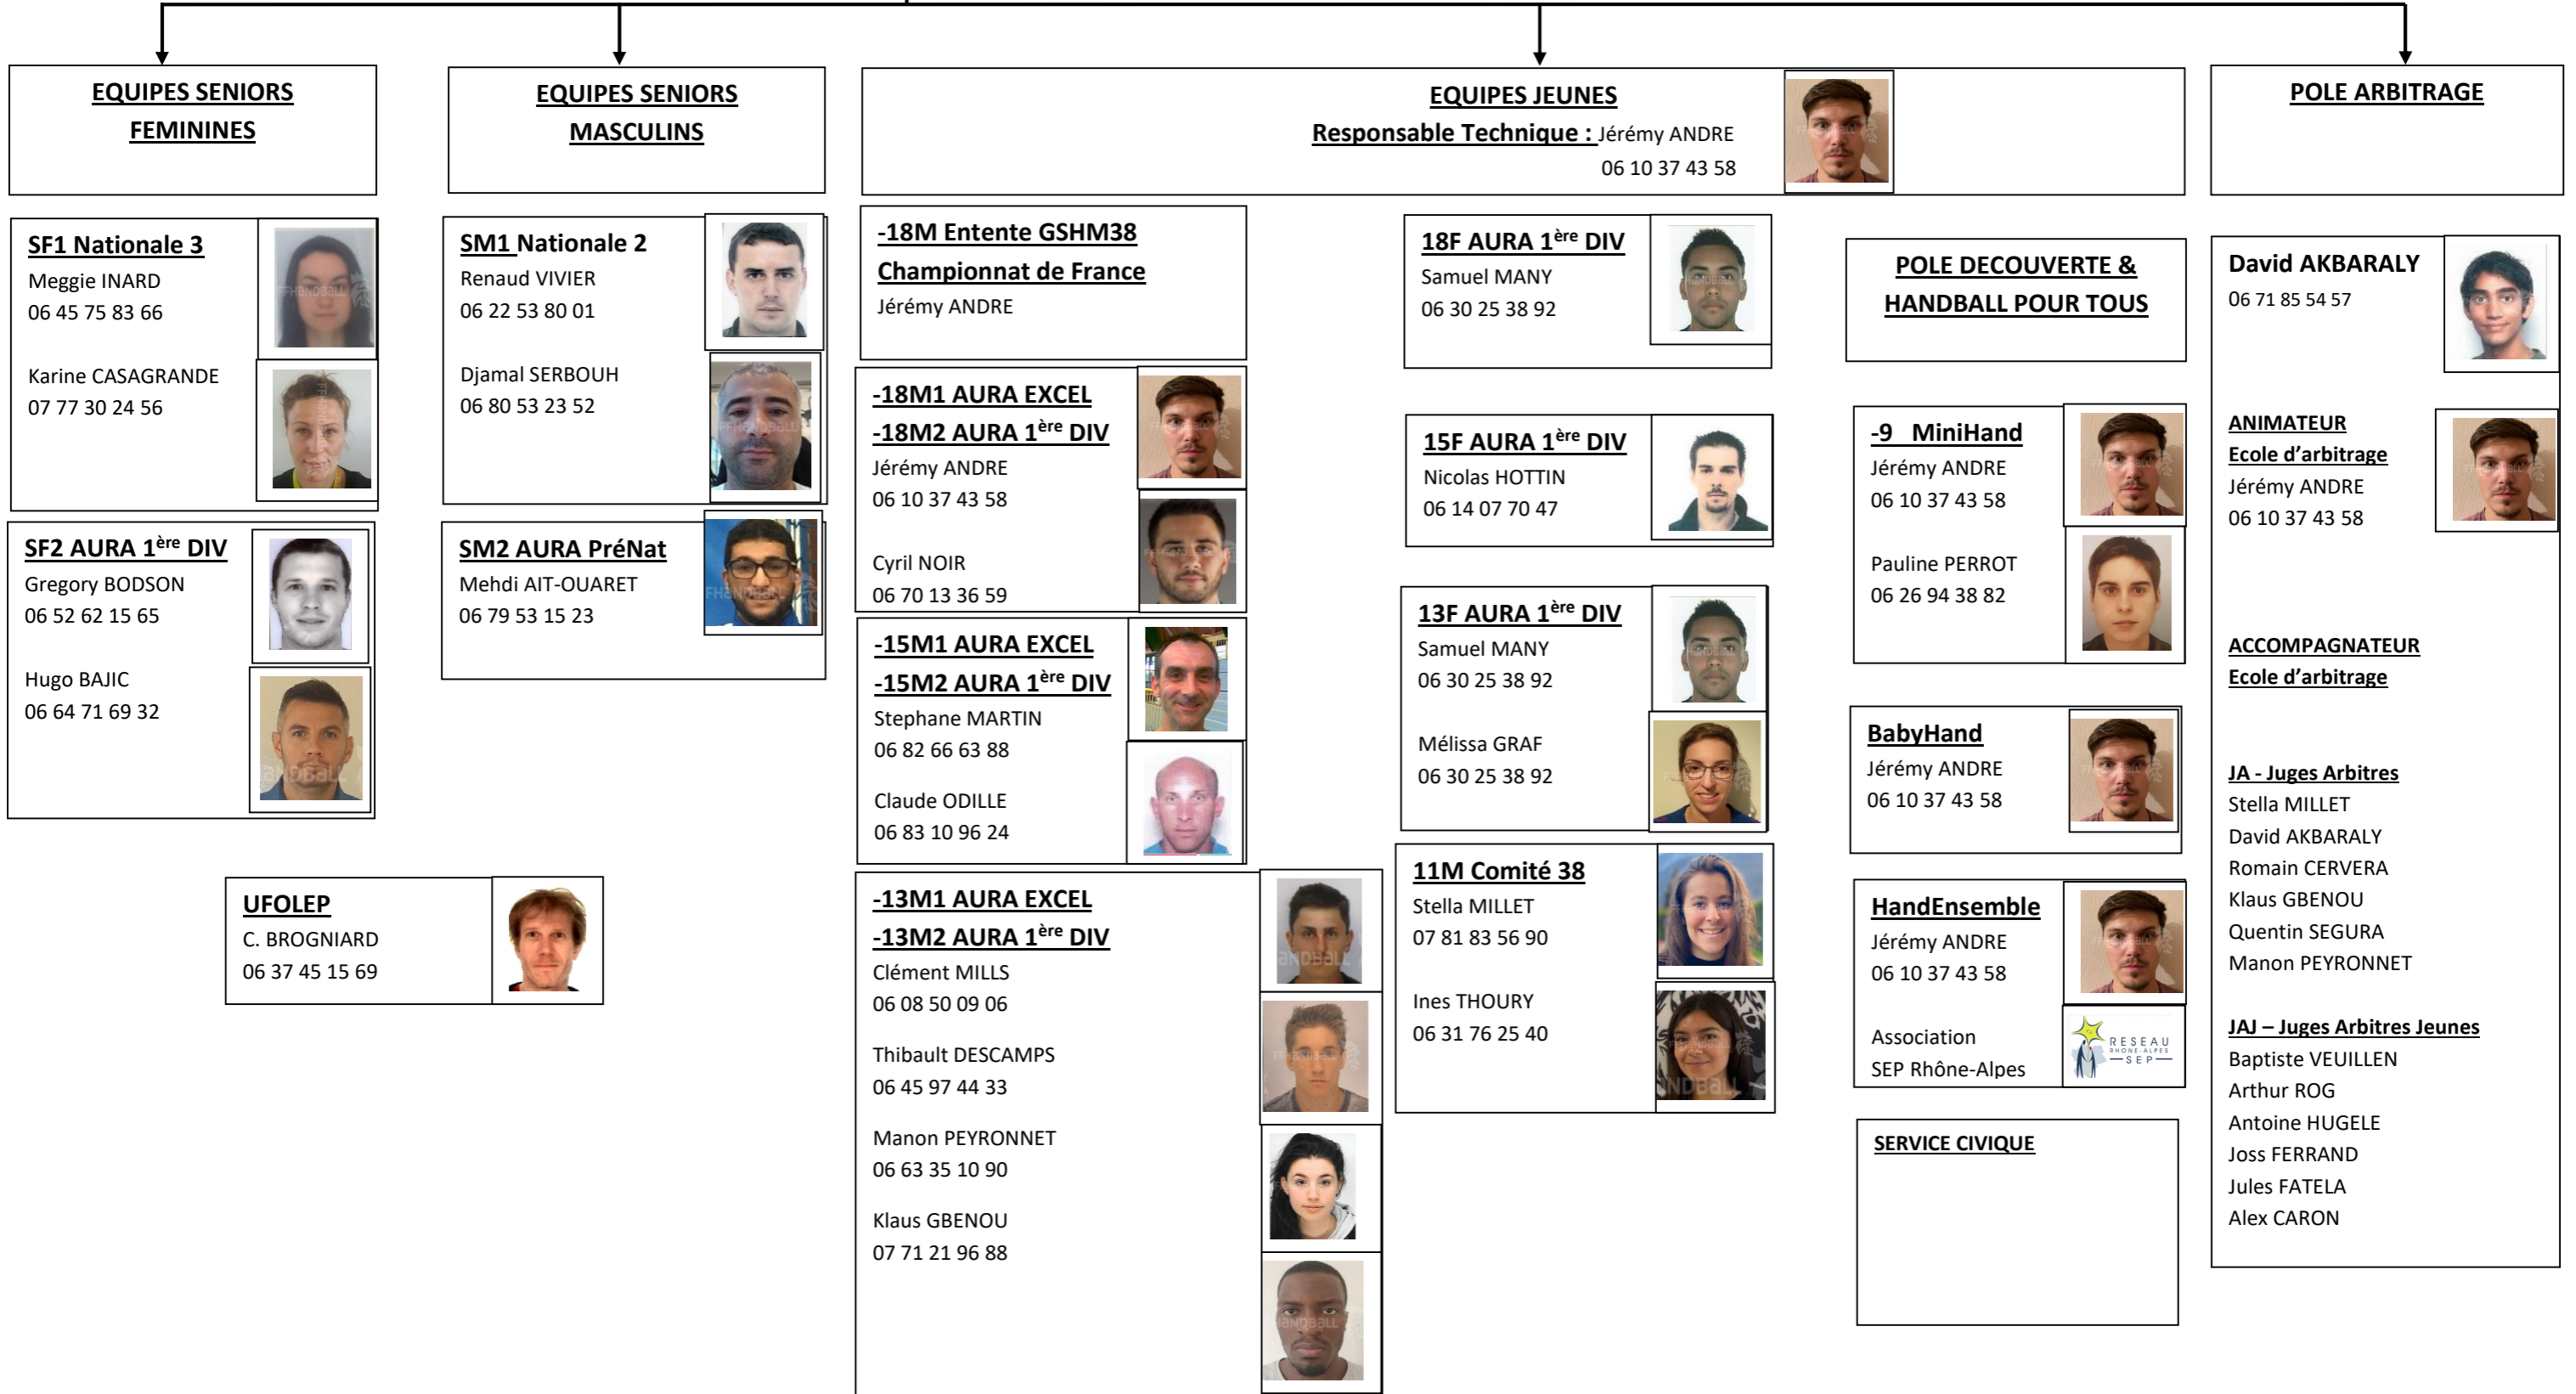 EQUIPES SENIORS
FEMININES
EQUIPES SENIORS
MASCULINS
EQUIPES JEUNES
Responsable Technique : Jérémy ANDRE
06 10 37 43 58
POLE ARBITRAGE
SF1 Nationale 3
Meggie INARD
06 45 75 83 66
Karine CASAGRANDE
07 77 30 24 56
SF2 AURA 1ère DIV
Gregory BODSON
06 52 62 15 65
Hugo BAJIC
06 64 71 69 32
UFOLEP
C. BROGNIARD
06 37 45 15 69
SM1 Nationale 2
Renaud VIVIER
06 22 53 80 01
Djamal SERBOUH
06 80 53 23 52
SM2 AURA PréNat
Mehdi AIT-OUARET
06 79 53 15 23
-18M Entente GSHM38
Championnat de France
Jérémy ANDRE
-18M1 AURA EXCEL
-18M2 AURA 1ère DIV
Jérémy ANDRE
06 10 37 43 58
Cyril NOIR
06 70 13 36 59
-15M1 AURA EXCEL
-15M2 AURA 1ère DIV
Stephane MARTIN
06 82 66 63 88
Claude ODILLE
06 83 10 96 24
-13M1 AURA EXCEL
-13M2 AURA 1ère DIV
Clément MILLS
06 08 50 09 06
Thibault DESCAMPS
06 45 97 44 33
Manon PEYRONNET
06 63 35 10 90
Klaus GBENOU
07 71 21 96 88
18F AURA 1ère DIV
Samuel MANY
06 30 25 38 92
15F AURA 1ère DIV
Nicolas HOTTIN
06 14 07 70 47
13F AURA 1ère DIV
Samuel MANY
06 30 25 38 92
Mélissa GRAF
06 30 25 38 92
11M Comité 38
Stella MILLET
07 81 83 56 90
Ines THOURY
06 31 76 25 40
POLE DECOUVERTE &
HANDBALL POUR TOUS
-9 MiniHand
Jérémy ANDRE
06 10 37 43 58
Pauline PERROT
06 26 94 38 82
BabyHand
Jérémy ANDRE
06 10 37 43 58
HandEnsemble
Jérémy ANDRE
06 10 37 43 58
Association
SEP Rhône-Alpes
RESEAU
RHONE-ALPES
SEP
SERVICE CIVIQUE
David AKBARALY
06 71 85 54 57
ANIMATEUR
Ecole d'arbitrage
Jérémy ANDRE
06 10 37 43 58
ACCOMPAGNATEUR
Ecole d'arbitrage
JA - Juges Arbitres
Stella MILLET
David AKBARALY
Romain CERVERA
Klaus GBENOU
Quentin SEGURA
Manon PEYRONNET
JAJ – Juges Arbitres Jeunes
Baptiste VEUILLEN
Arthur ROG
Antoine HUGELE
Joss FERRAND
Jules FATELA
Alex CARON